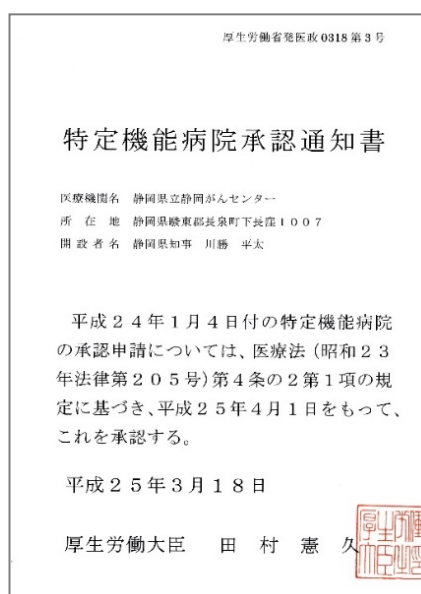 厚生労働省発医政0318第3号
特定機能病院承認通知書
医療機関名 静岡県立静岡がんセンター
所在地 静岡県駿東郡長泉町下長窪1007
開設者名 静岡県知事 川勝 平太
平成24年1月4日付の特定機能病院
の承認申請については、医療法(昭和23
年法律第205号)第4条の2第1項の規
定に基づき、平成25年4月1日をもって、
これを承認する。
平成25年3月18日
厚生労働大臣 田村憲久